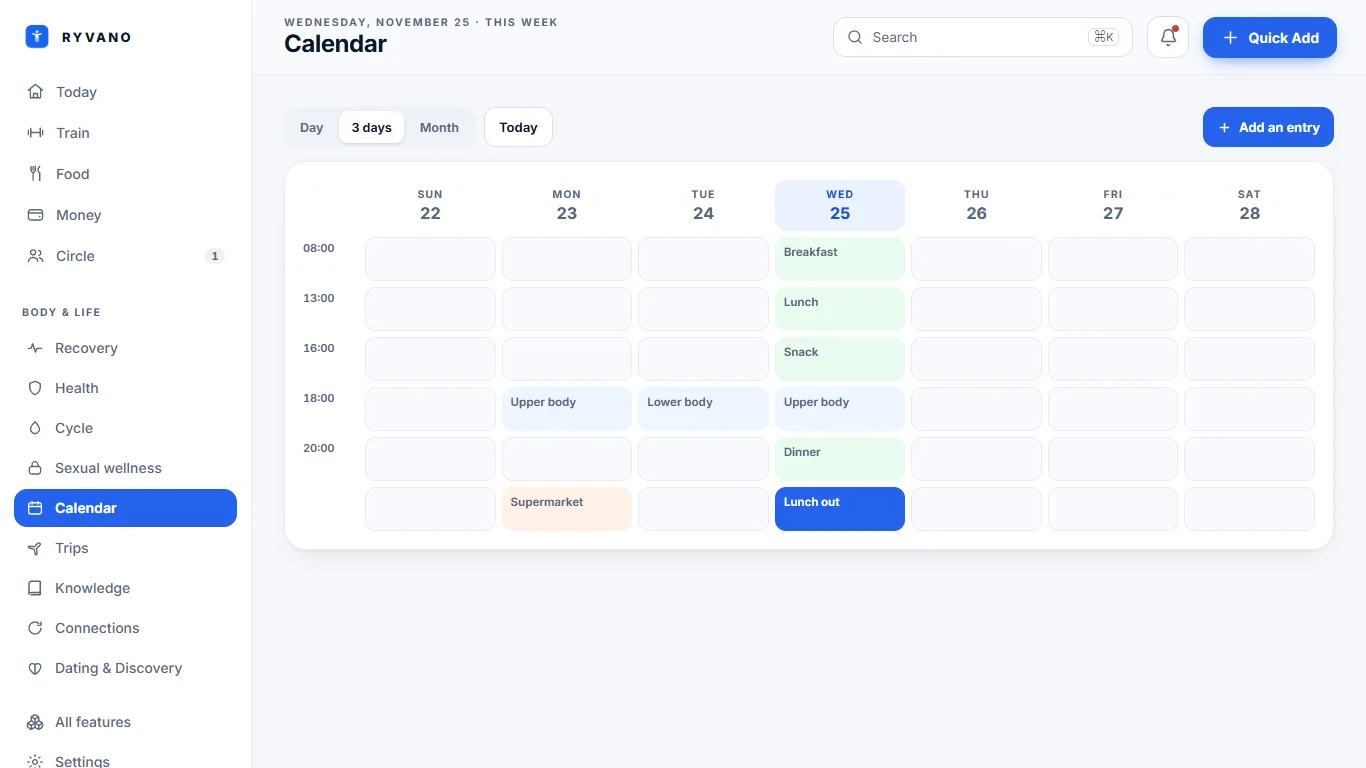 RYVANO
Today
Train
Food
Money
Circle 1
BODY & LIFE
Recovery
Health
Cycle
Sexual wellness
Calendar
Trips
Knowledge
Connections
Dating & Discovery
All features
Settings
WEDNESDAY, NOVEMBER 25 · THIS WEEK
Calendar
Search ⌘K
Quick Add
Day 3 days Month Today
Add an entry
SUN MON TUE WED THU FRI SAT
22 23 24 25 26 27 28
08:00 Breakfast
13:00 Lunch
16:00 Snack
18:00 Upper body Lower body Upper body
20:00 Dinner
Supermarket Lunch out